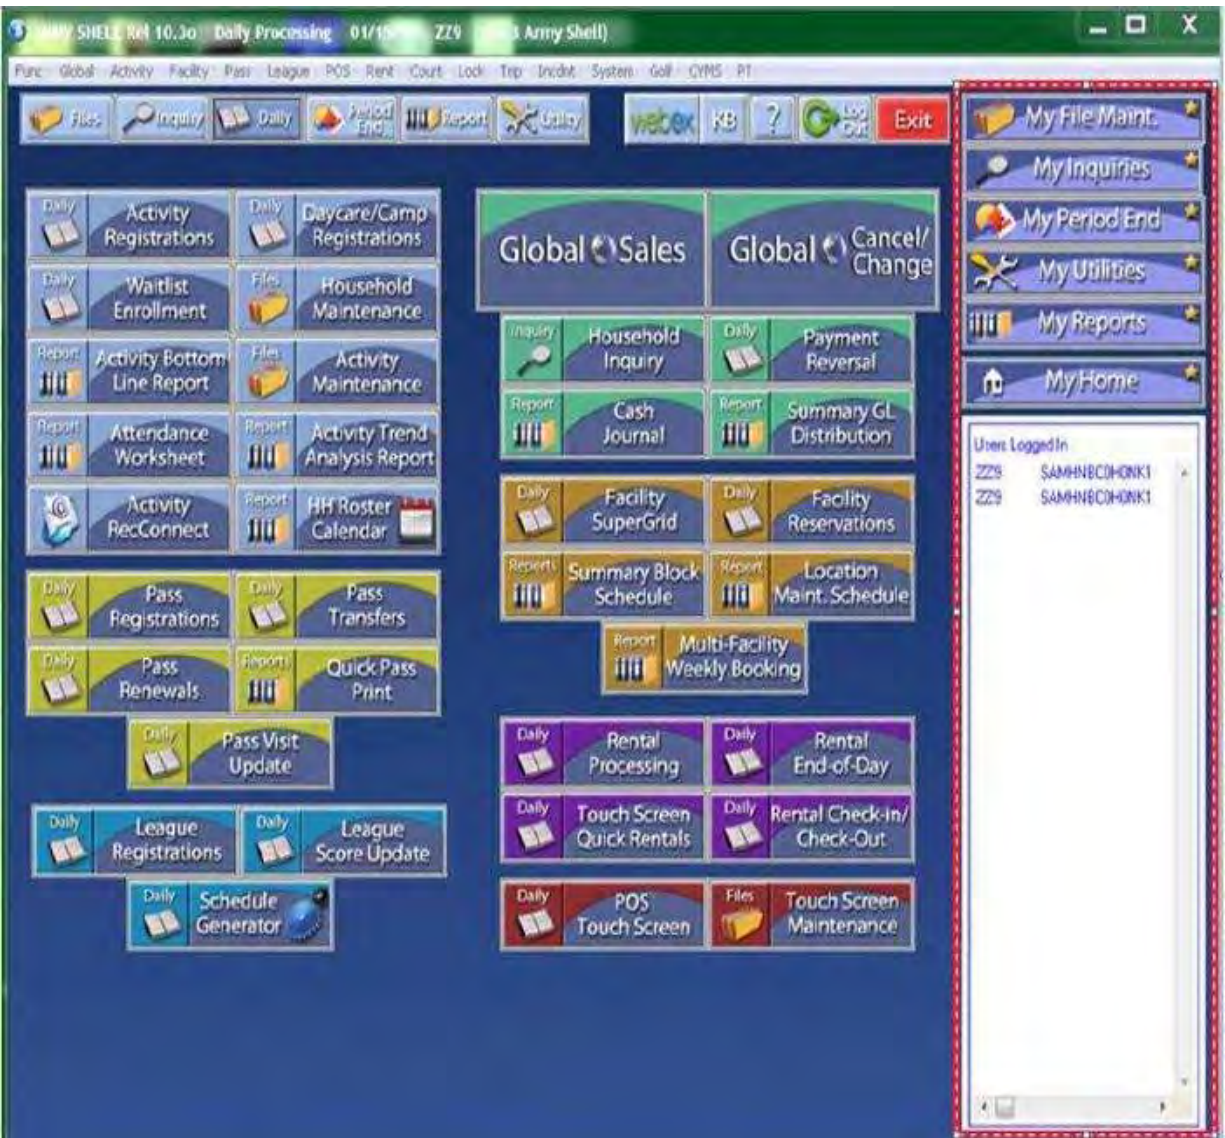 SHELL Rel 10.3o Daily Processing 01/15 ZZ9 Army Shell)
Func Global Activity Facility Pass League POS Rent Court Lock Trip Incdnt System Golf CYMS PT
Files Inquiry Daily Period End Report Utility webex KB ? Log Out Exit
Daily Activity Registrations
Daily Daycare/Camp Registrations
Daily Waitlist Enrollment
Files Household Maintenance
Report Activity Bottom Line Report
Files Activity Maintenance
Report Attendance Worksheet
Report Activity Trend Analysis Report
Activity RecConnect
Report HH Roster Calendar
Daily Pass Registrations
Daily Pass Transfers
Daily Pass Renewals
Reports Quick Pass Print
Daily Pass Visit Update
Daily League Registrations
Daily League Score Update
Daily Schedule Generator
Global Sales
Global Cancel/Change
Inquiry Household Inquiry
Daily Payment Reversal
Report Cash Journal
Report Summary GL Distribution
Daily Facility SuperGrid
Daily Facility Reservations
Reports Summary Block Schedule
Report Location Maint. Schedule
Report Multi-Facility Weekly Booking
Daily Rental Processing
Daily Rental End-of-Day
Daily Touch Screen Quick Rentals
Daily Rental Check-in/Check-Out
Daily POS Touch Screen
Files Touch Screen Maintenance
My File Maint.
My Inquiries
My Period End
My Utilities
My Reports
My Home
Users Logged In
ZZ9 SAMHNBC0H0NK1
ZZ9 SAMHNBC0H0NK1